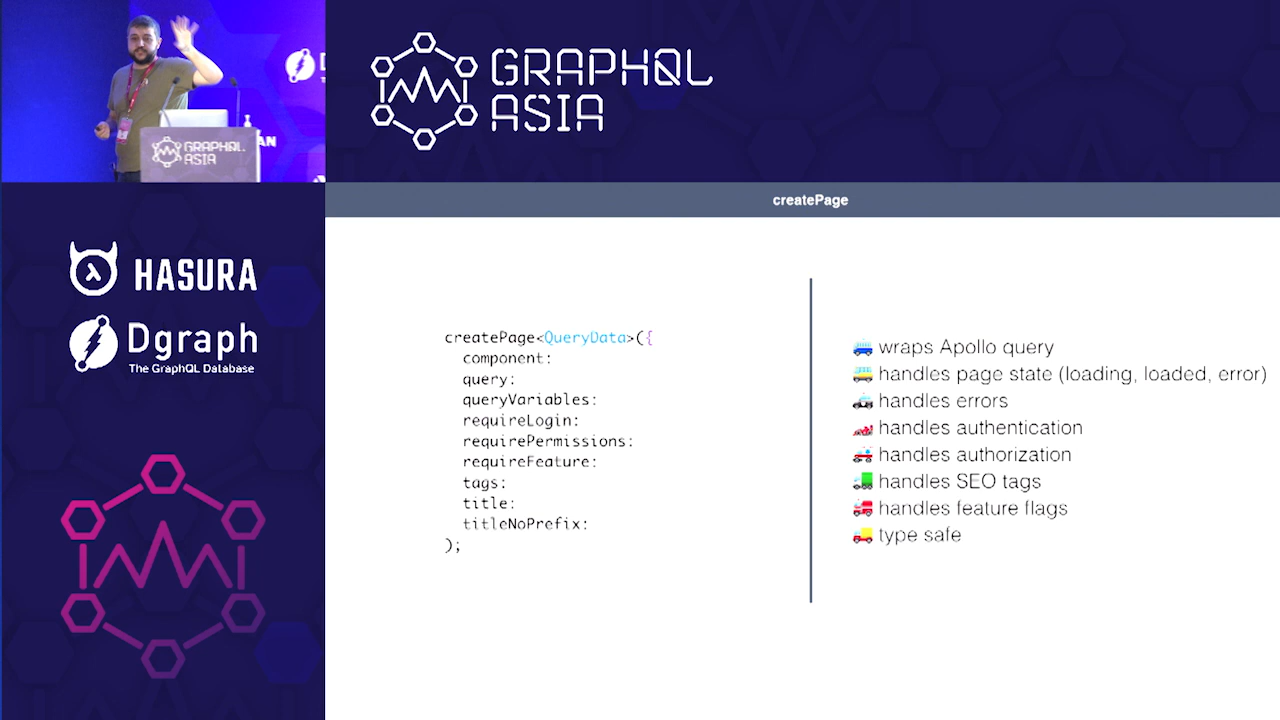 GRAPHQL
ASIA
D
AN
GRAPHQL
ASIA
HASURA
Dgraph
The GraphQL Database
createPage
createPage<QueryData>({
component:
query:
queryVariables:
requireLogin:
requirePermissions:
requireFeature:
tags:
title:
titleNoPrefix:
);
wraps Apollo query
handles page state (loading, loaded, error)
handles errors
handles authentication
handles authorization
handles SEO tags
handles feature flags
type safe